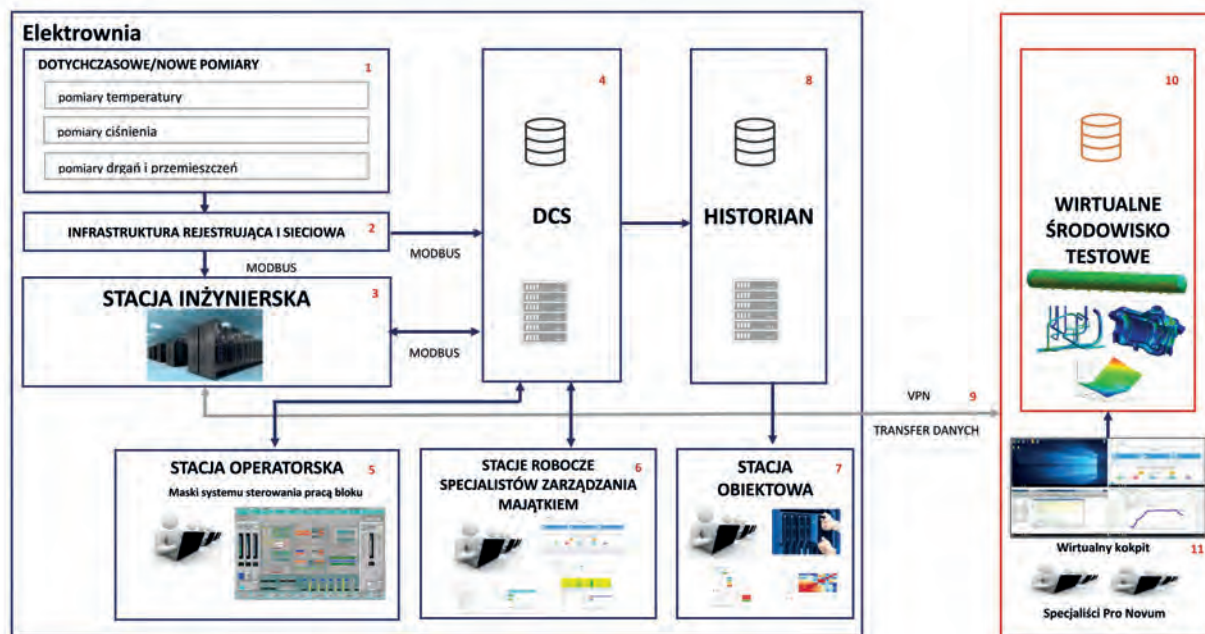 Elektrownia
DOTYCHCZASOWE/NOWE POMIARY
1
pomiary temperatury
pomiary ciśnienia
pomiary drgań i przemieszczeń
INFRASTRUKTURA REJESTRUJĄCA I SIECIOWA
2
MODBUS
MODBUS
STACJA INŻYNIERSKA
3
MODBUS
4
DCS
8
HISTORIAN
VPN
9
TRANSFER DANYCH
STACJA OPERATORSKA
5
Maski systemu sterowania pracą bloku
STACJE ROBOCZE
6
SPECJALISTÓW ZARZĄDZANIA
MAJĄTKIEM
STACJA
7
OBIEKTOWA
10
WIRTUALNE
ŚRODOWISKO
TESTOWE
Wirtualny kokpit
11
Specjaliści Pro Novum